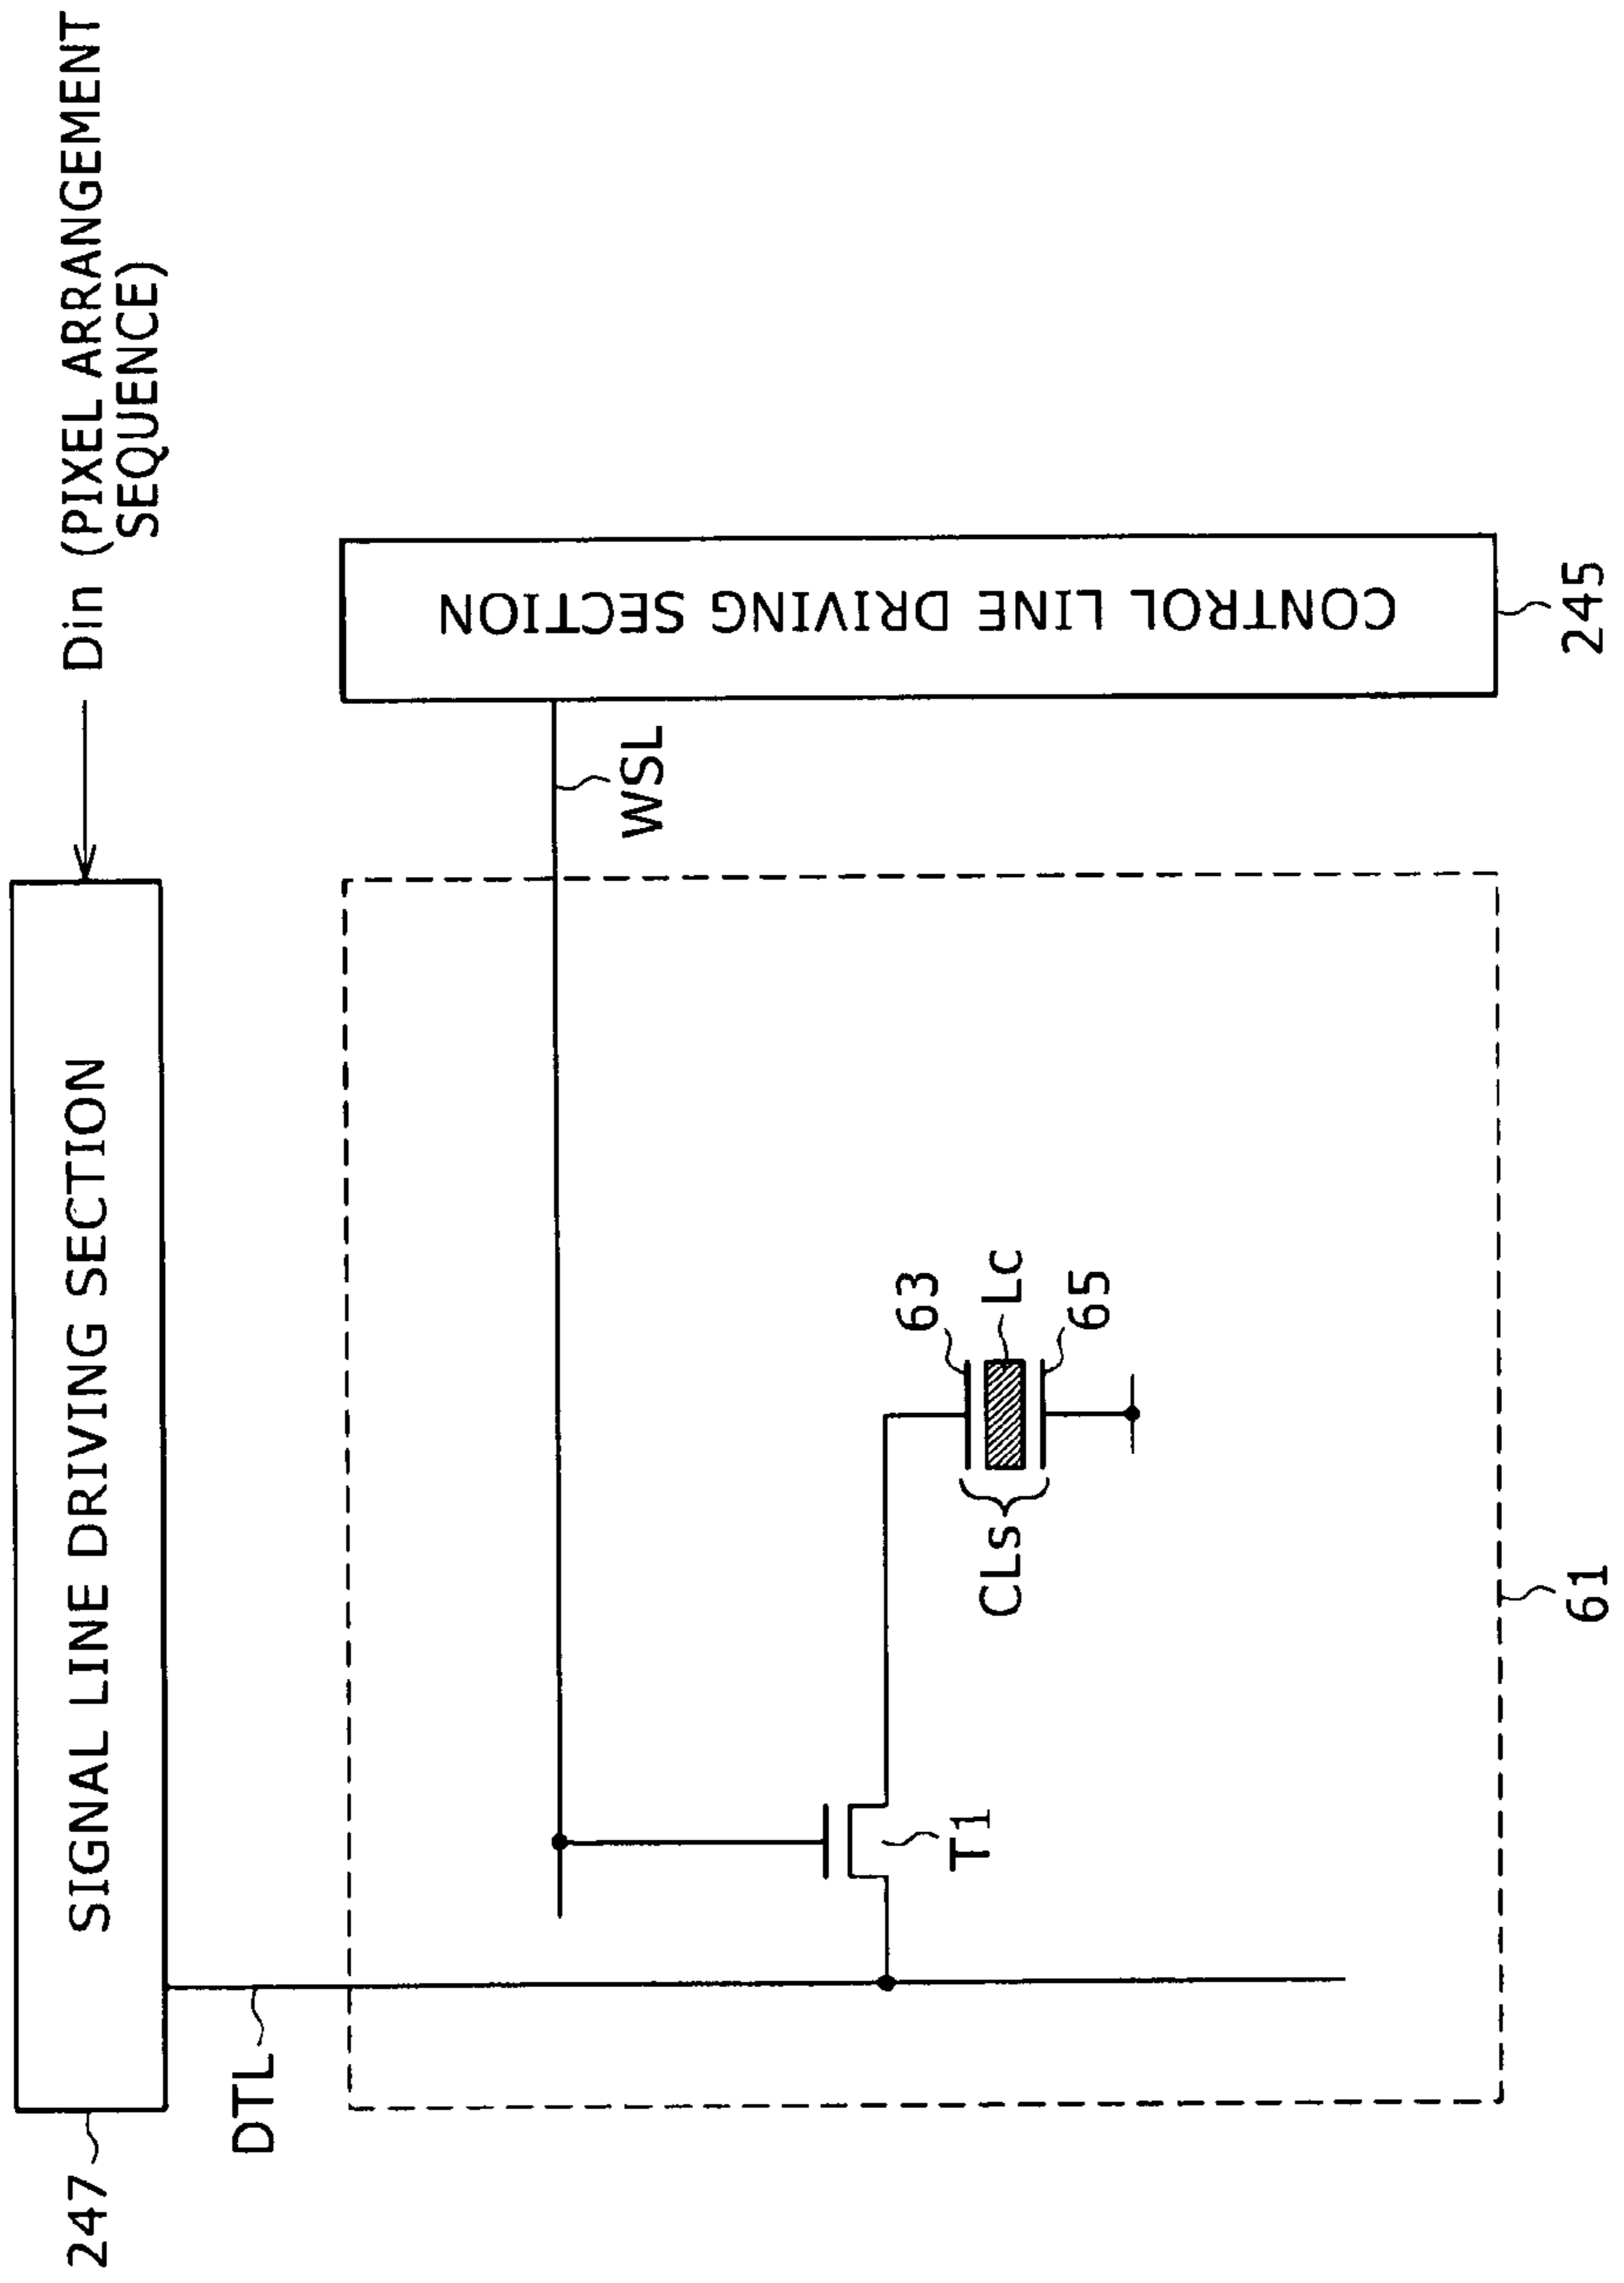 Din (PIXEL ARRANGEMENT
SEQUENCE)
247
SIGNAL LINE DRIVING SECTION
DTL
WSL
CONTROL LINE DRIVING SECTION
245
63
Lc
CLs
65
T1
61